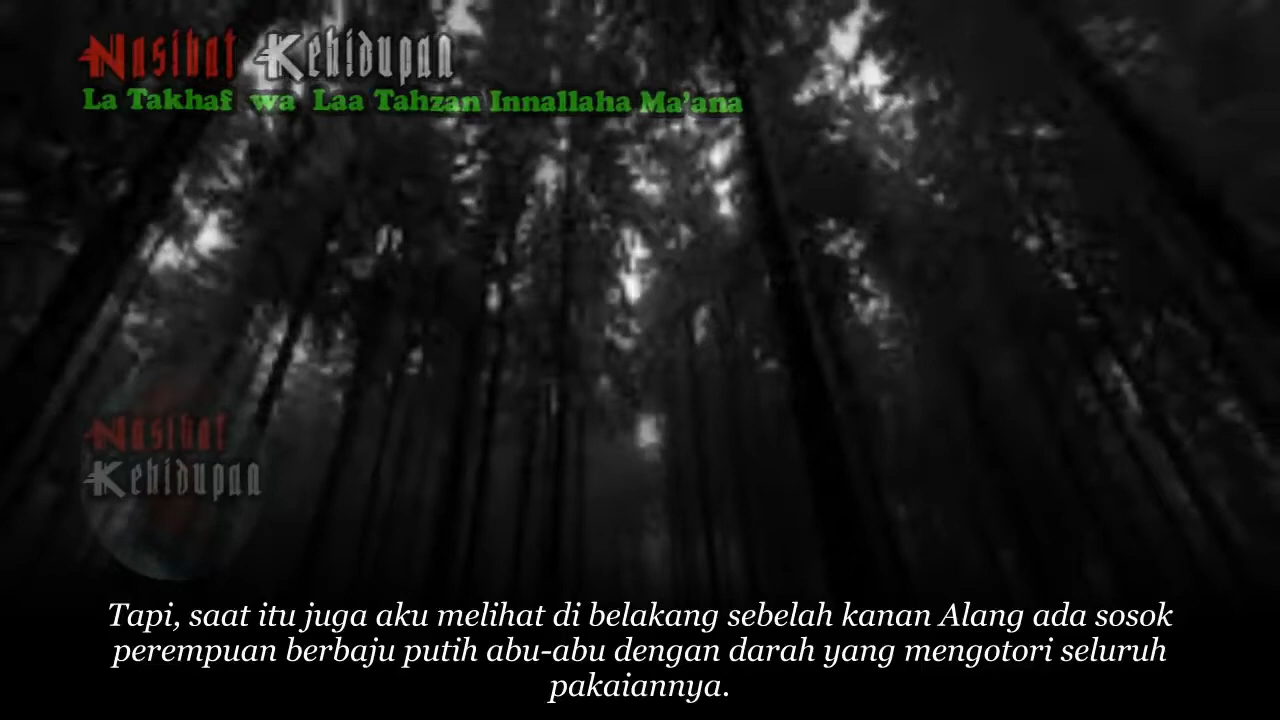 Nasihat Kehidupan
La Takhaf wa Laa Tahzan Innallaha Ma'ana
Nasihat
Kehidupan
Tapi, saat itu juga aku melihat di belakang sebelah kanan Alang ada sosok
perempuan berbaju putih abu-abu dengan darah yang mengotori seluruh
pakaiannya.